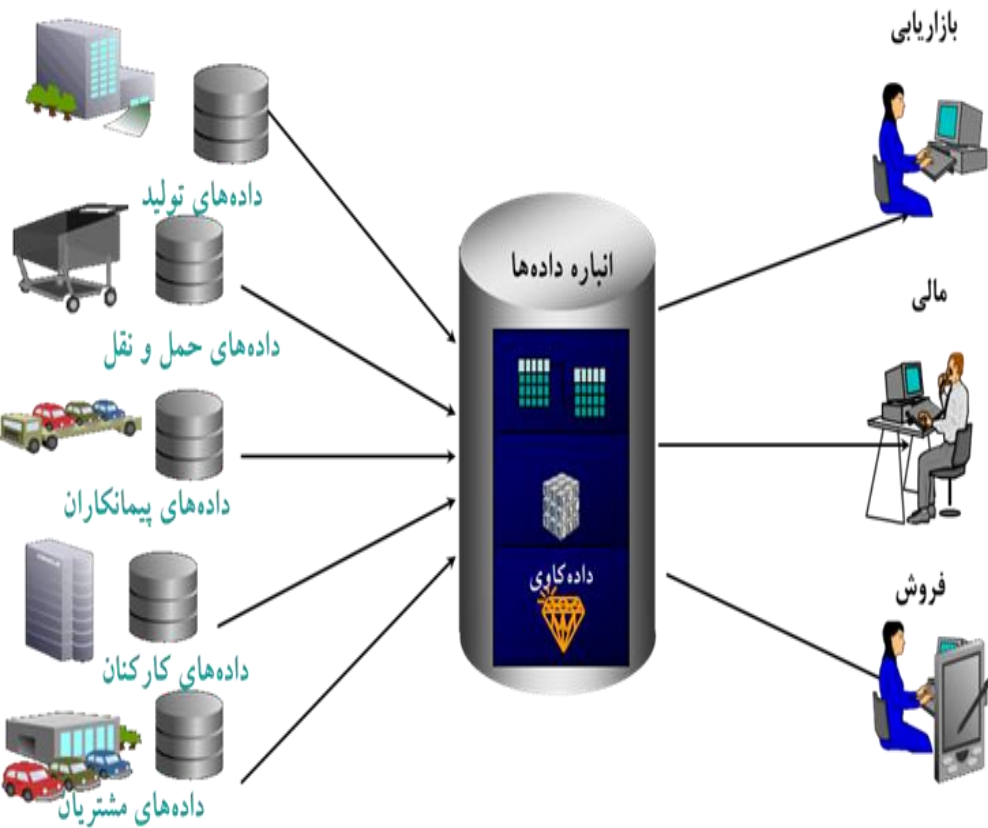 بازاریابی
داده‌های تولید
انباره داده‌ها
مالی
داده‌های حمل و نقل
داده‌های پیمانکاران
داده‌کاوی
فروش
داده‌های کارکنان
داده‌های مشتریان